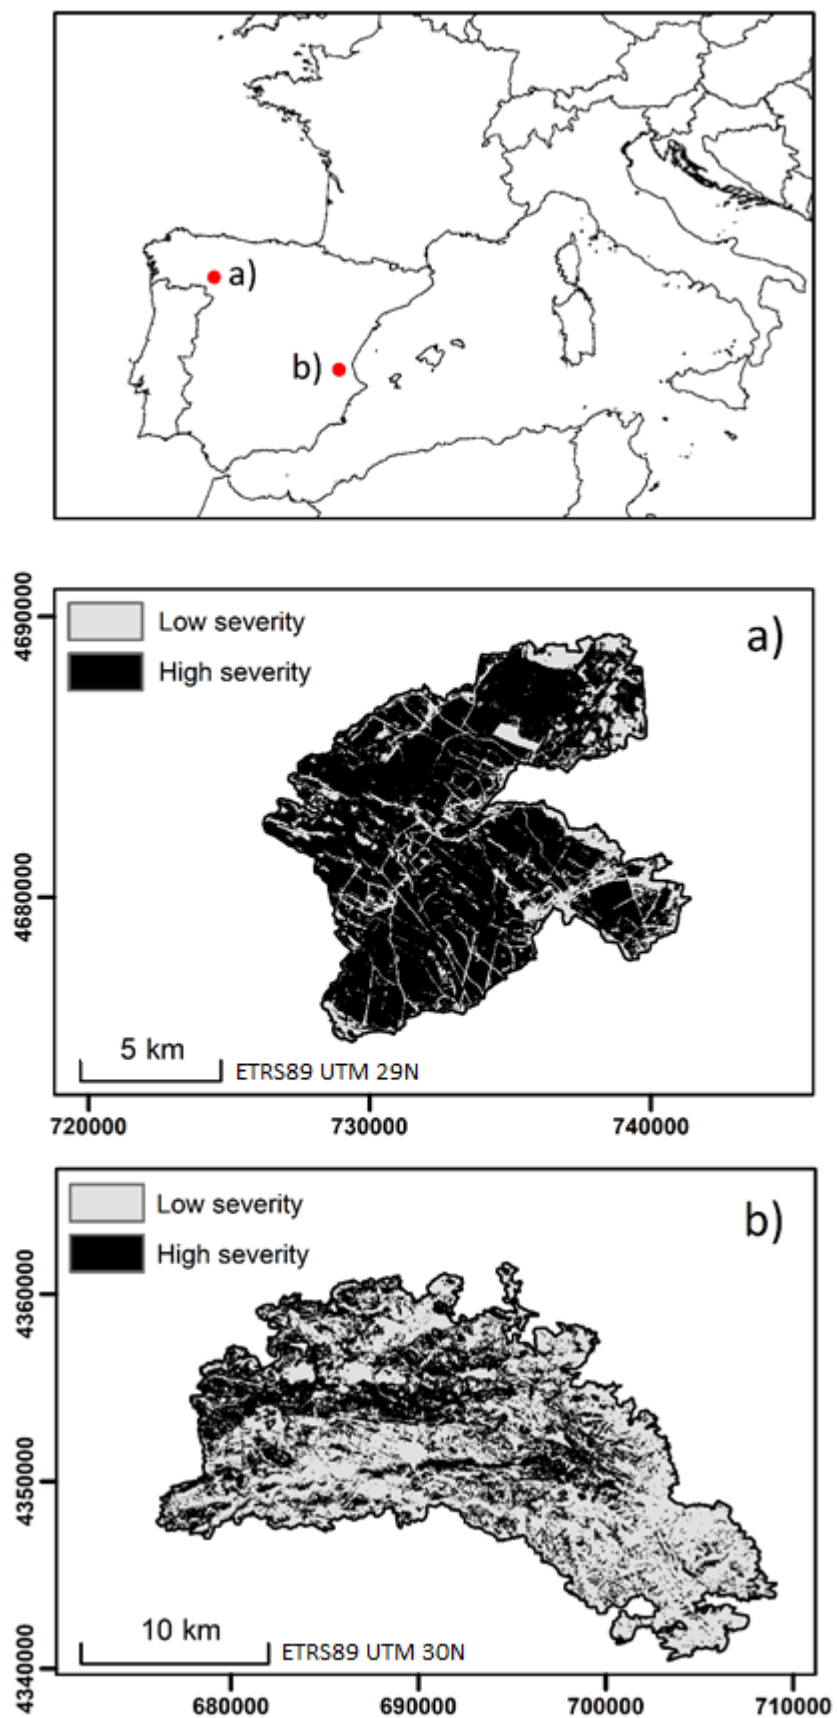 a)
b)
4690000
4680000
Low severity
a)
High severity
5 km
ETRS89 UTM 29N
720000 730000 740000
4360000
4350000
4340000
Low severity
b)
High severity
10 km
ETRS89 UTM 30N
680000 690000 700000 710000